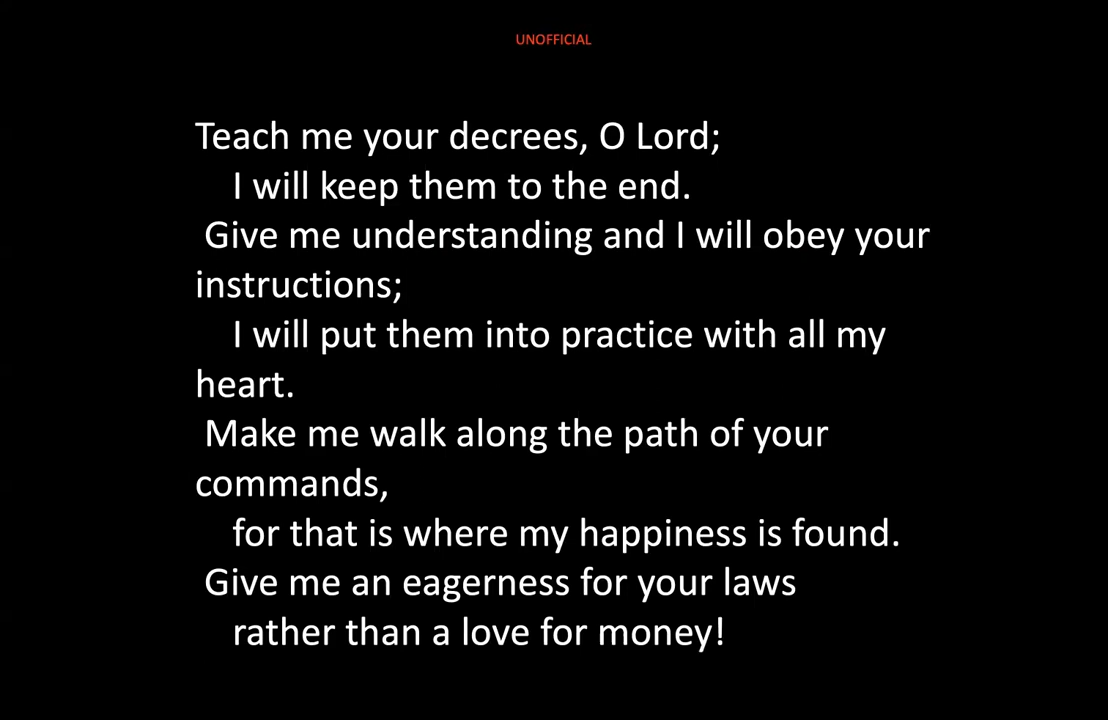 UNOFFICIAL
Teach me your decrees, O Lord;
I will keep them to the end.
Give me understanding and I will obey your
instructions;
I will put them into practice with all my
heart.
Make me walk along the path of your
commands,
for that is where my happiness is found.
Give me an eagerness for your laws
rather than a love for money!